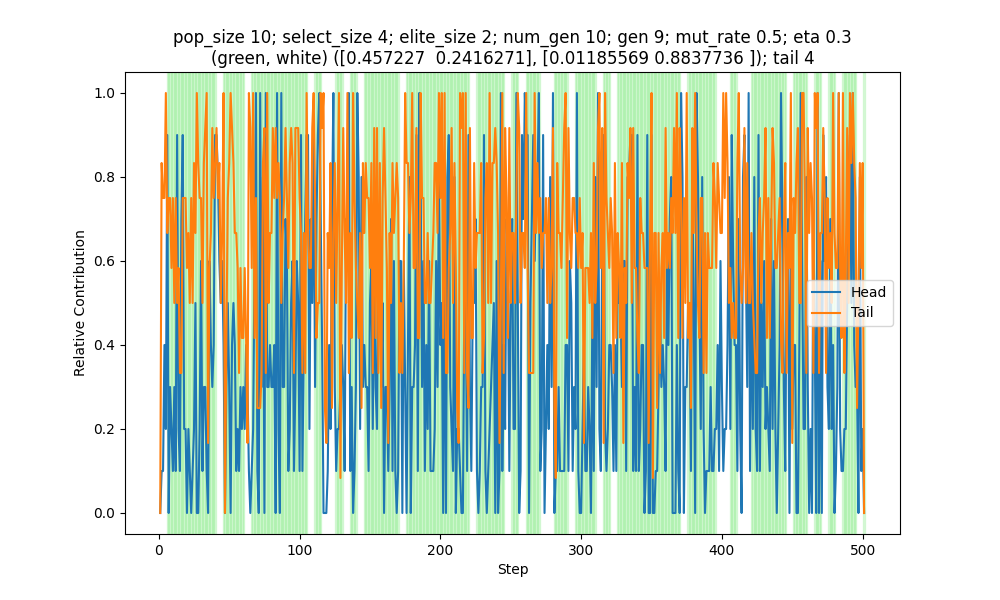 pop_size 10; select_size 4; elite_size 2; num_gen 10; gen 9; mut_rate 0.5; eta 0.3
(green, white) ([0.457227  0.2416271], [0.01185569 0.8837736 ]); tail 4
1.0
0.8
0.6
0.4
0.2
0.0
Relative Contribution
Head
Tail
0 100 200 300 400 500
Step